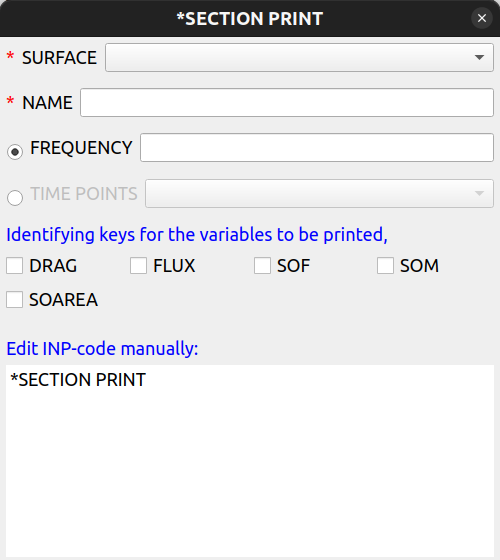 *SECTION PRINT
* SURFACE
* NAME
FREQUENCY
TIME POINTS
Identifying keys for the variables to be printed,
DRAG FLUX SOF SOM
SOAREA
Edit INP-code manually:
*SECTION PRINT